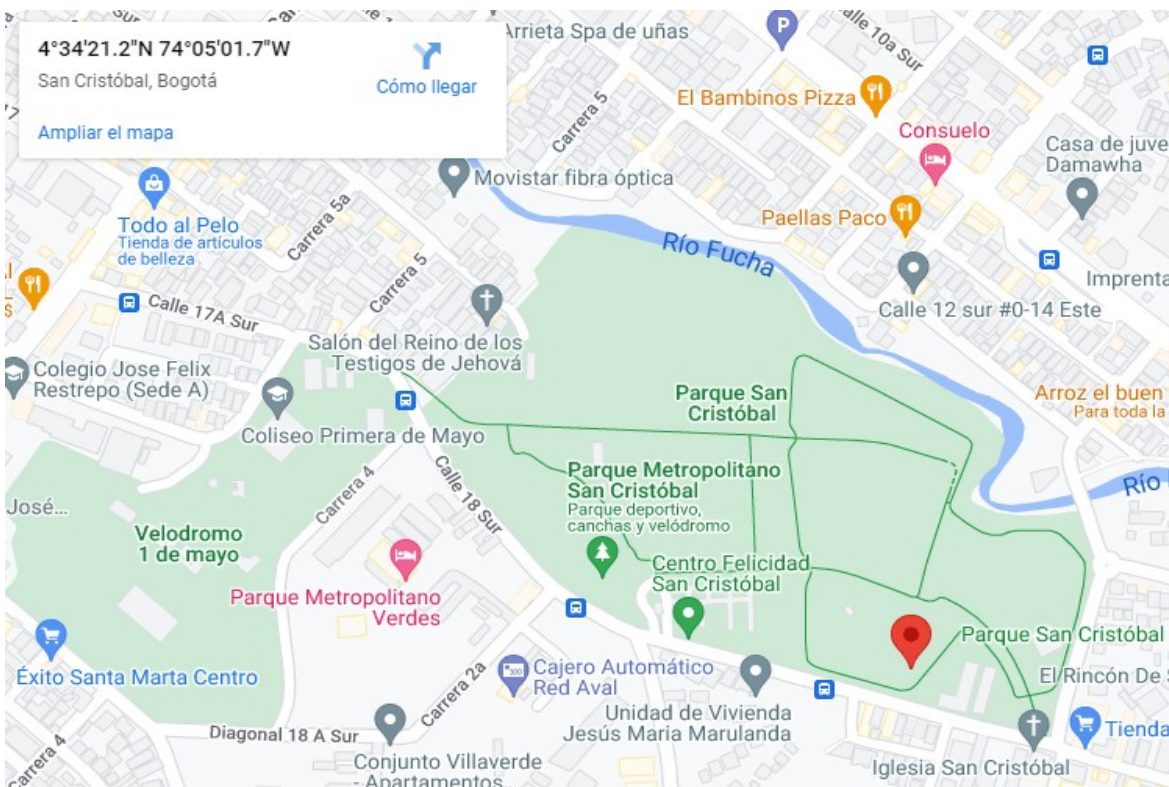 4°34'21.2"N 74°05'01.7"W
San Cristóbal, Bogotá
Cómo llegar
Ampliar el mapa
Arrieta Spa de uñas
Calle 10a Sur
El Bambinos Pizza
Carrera 5
Consuelo
Casa de juve
Damawha
Movistar fibra óptica
Todo al Pelo
Tienda de artículos
de belleza
Carrera 5a
Paellas Paco
Río Fucha
Carrera 5
Imprenta
Calle 17A Sur
Calle 12 sur #0-14 Este
Salón del Reino de los
Testigos de Jehová
Colegio Jose Felix
Restrepo (Sede A)
Parque San
Cristóbal
Arroz el buen
Para toda la
Coliseo Primera de Mayo
Calle 18 Sur
Parque Metropolitano
San Cristóbal
Parque deportivo,
canchas y velódromo
Río
José...
Carrera 4
Velodromo
1 de mayo
Centro Felicidad
San Cristóbal
Parque Metropolitano
Verdes
Parque San Cristóbal
Éxito Santa Marta Centro
Cajero Automático
Red Aval
El Rincón De
Carrera 2a
Unidad de Vivienda
Jesús Maria Marulanda
Tienda
Diagonal 18 A Sur
Carrera 4
Conjunto Villaverde
- Apartamentos...
Iglesia San Cristóbal